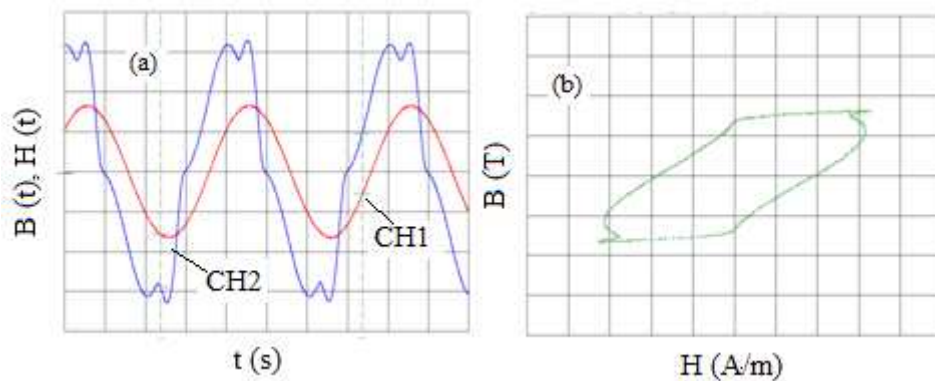 (a)
B (t), H (t)
CH1
CH2
t (s)
(b)
B (T)
H (A/m)